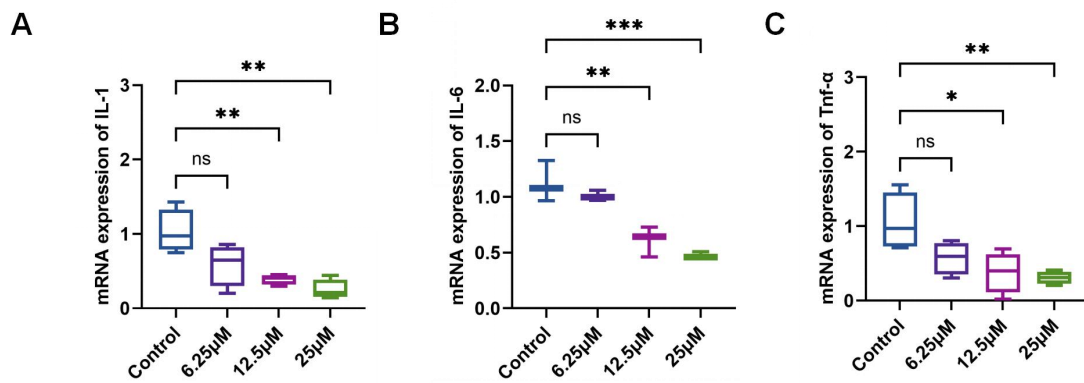 A
mRNA expression of IL-1
3
2
1
0
**
**
ns
Control
6.25μM
12.5μM
25μM
B
mRNA expression of IL-6
2.0
1.5
1.0
0.5
0.0
***
**
ns
Control
6.25μM
12.5μM
25μM
C
mRNA expression of Tnf-α
3
2
1
0
**
*
ns
Control
6.25μM
12.5μM
25μM